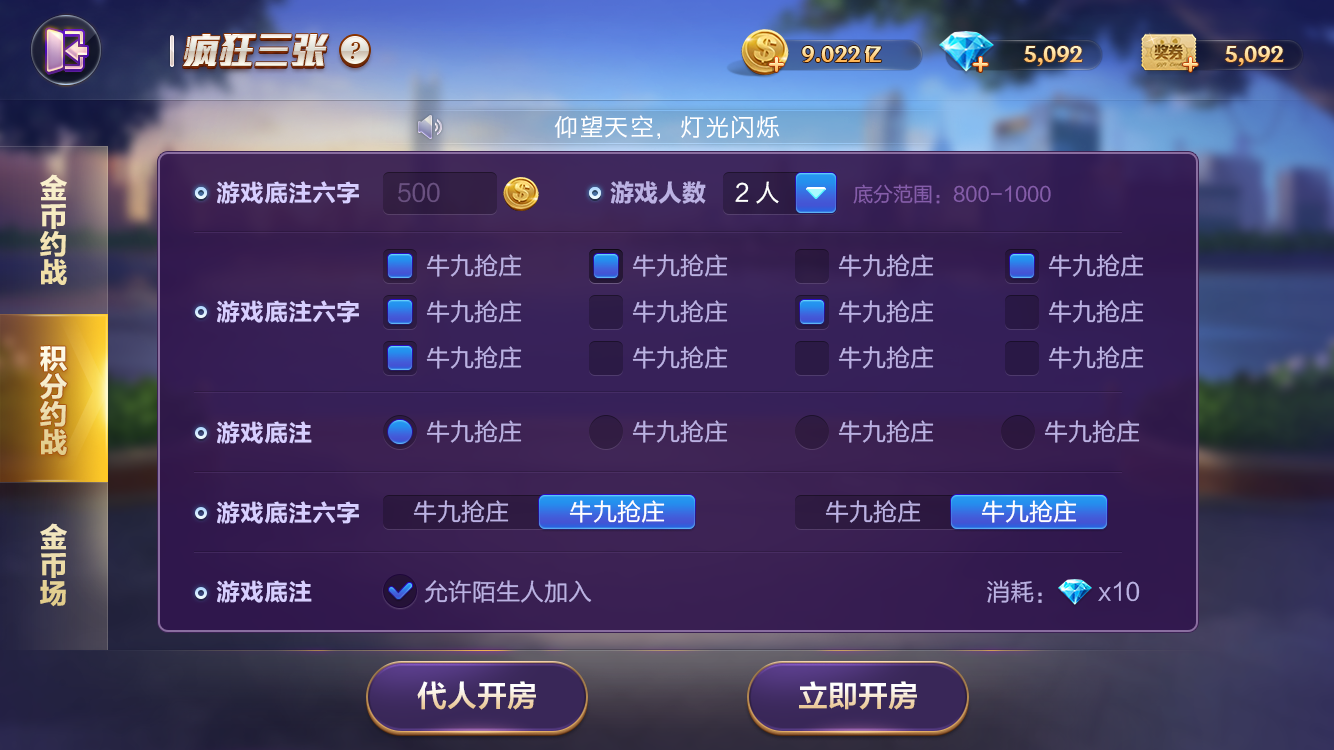 疯狂三张 ?
9.022亿
5,092
奖券
5,092
仰望天空，灯光闪烁
金币约战
积分约战
金币场
游戏底注六字 500 游戏人数 2 人 底分范围：800-1000
牛九抢庄 牛九抢庄 牛九抢庄 牛九抢庄
游戏底注六字 牛九抢庄 牛九抢庄 牛九抢庄 牛九抢庄
牛九抢庄 牛九抢庄 牛九抢庄 牛九抢庄
游戏底注 牛九抢庄 牛九抢庄 牛九抢庄 牛九抢庄
游戏底注六字 牛九抢庄 牛九抢庄 牛九抢庄 牛九抢庄
游戏底注 允许陌生人加入 消耗： x10
代人开房 立即开房